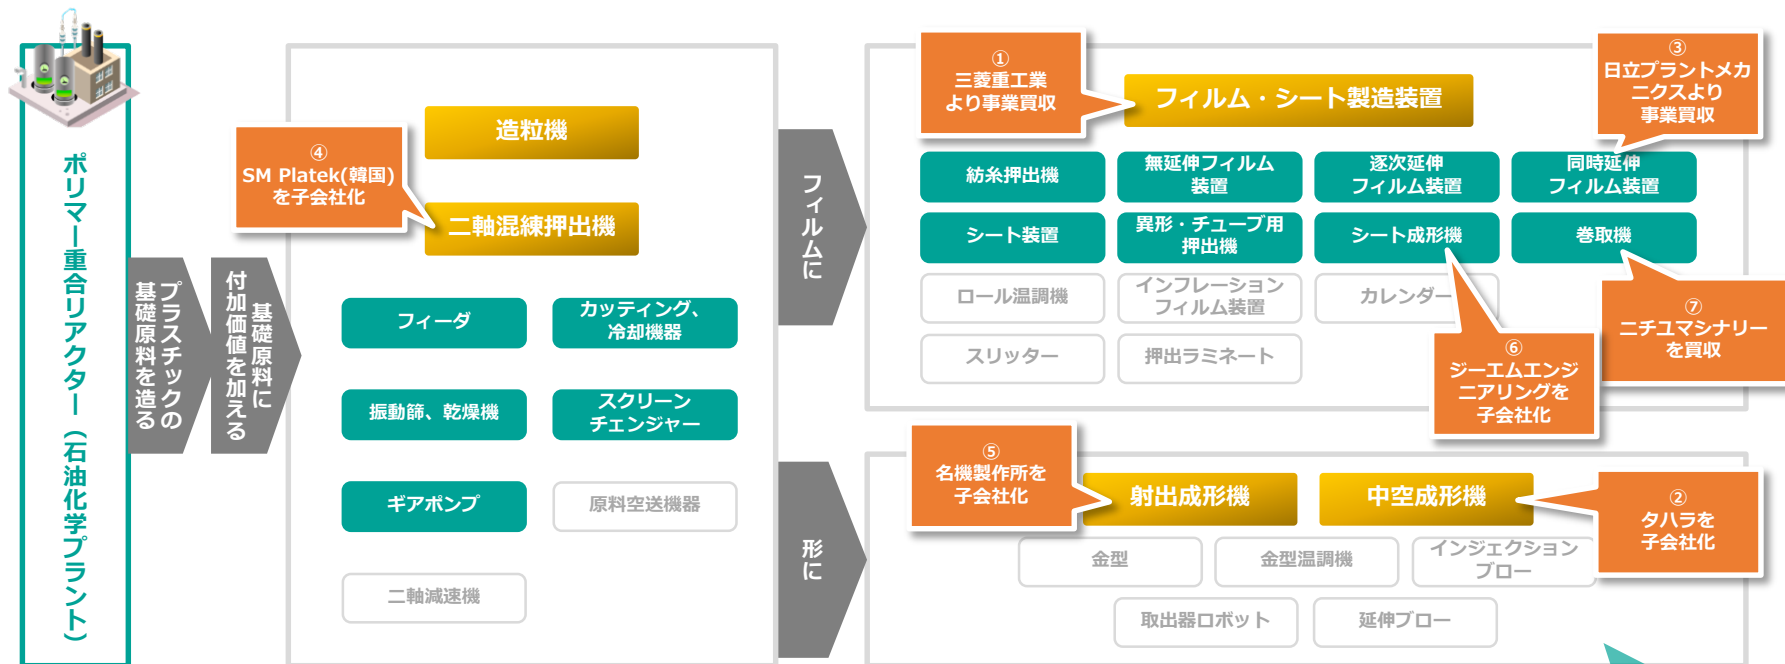 ポリマー重合リアクター（石油化学プラント）
プラスチックの
基礎原料を造る
基礎原料に
付加価値を加える
造粒機
④
SM Platek(韓国)
を子会社化
二軸混練押出機
フィーダ
カッティング、
冷却機器
振動篩、乾燥機
スクリーン
チェンジャー
ギアポンプ
原料空送機器
二軸減速機
フィルムに
①
三菱重工業
より事業買収
フィルム・シート製造装置
③
日立プラントメカ
ニクスより
事業買収
紡糸押出機
無延伸フィルム
装置
逐次延伸
フィルム装置
同時延伸
フィルム装置
シート装置
異形・チューブ用
押出機
シート成形機
巻取機
ロール温調機
インフレーション
フィルム装置
カレンダー
スリッター
押出ラミネート
⑥
ジーエムエンジ
ニアリングを
子会社化
⑦
ニチユマシナリー
を買収
形に
⑤
名機製作所を
子会社化
射出成形機
中空成形機
②
タハラを
子会社化
金型
金型温調機
インジェクション
ブロー
取出器ロボット
延伸ブロー